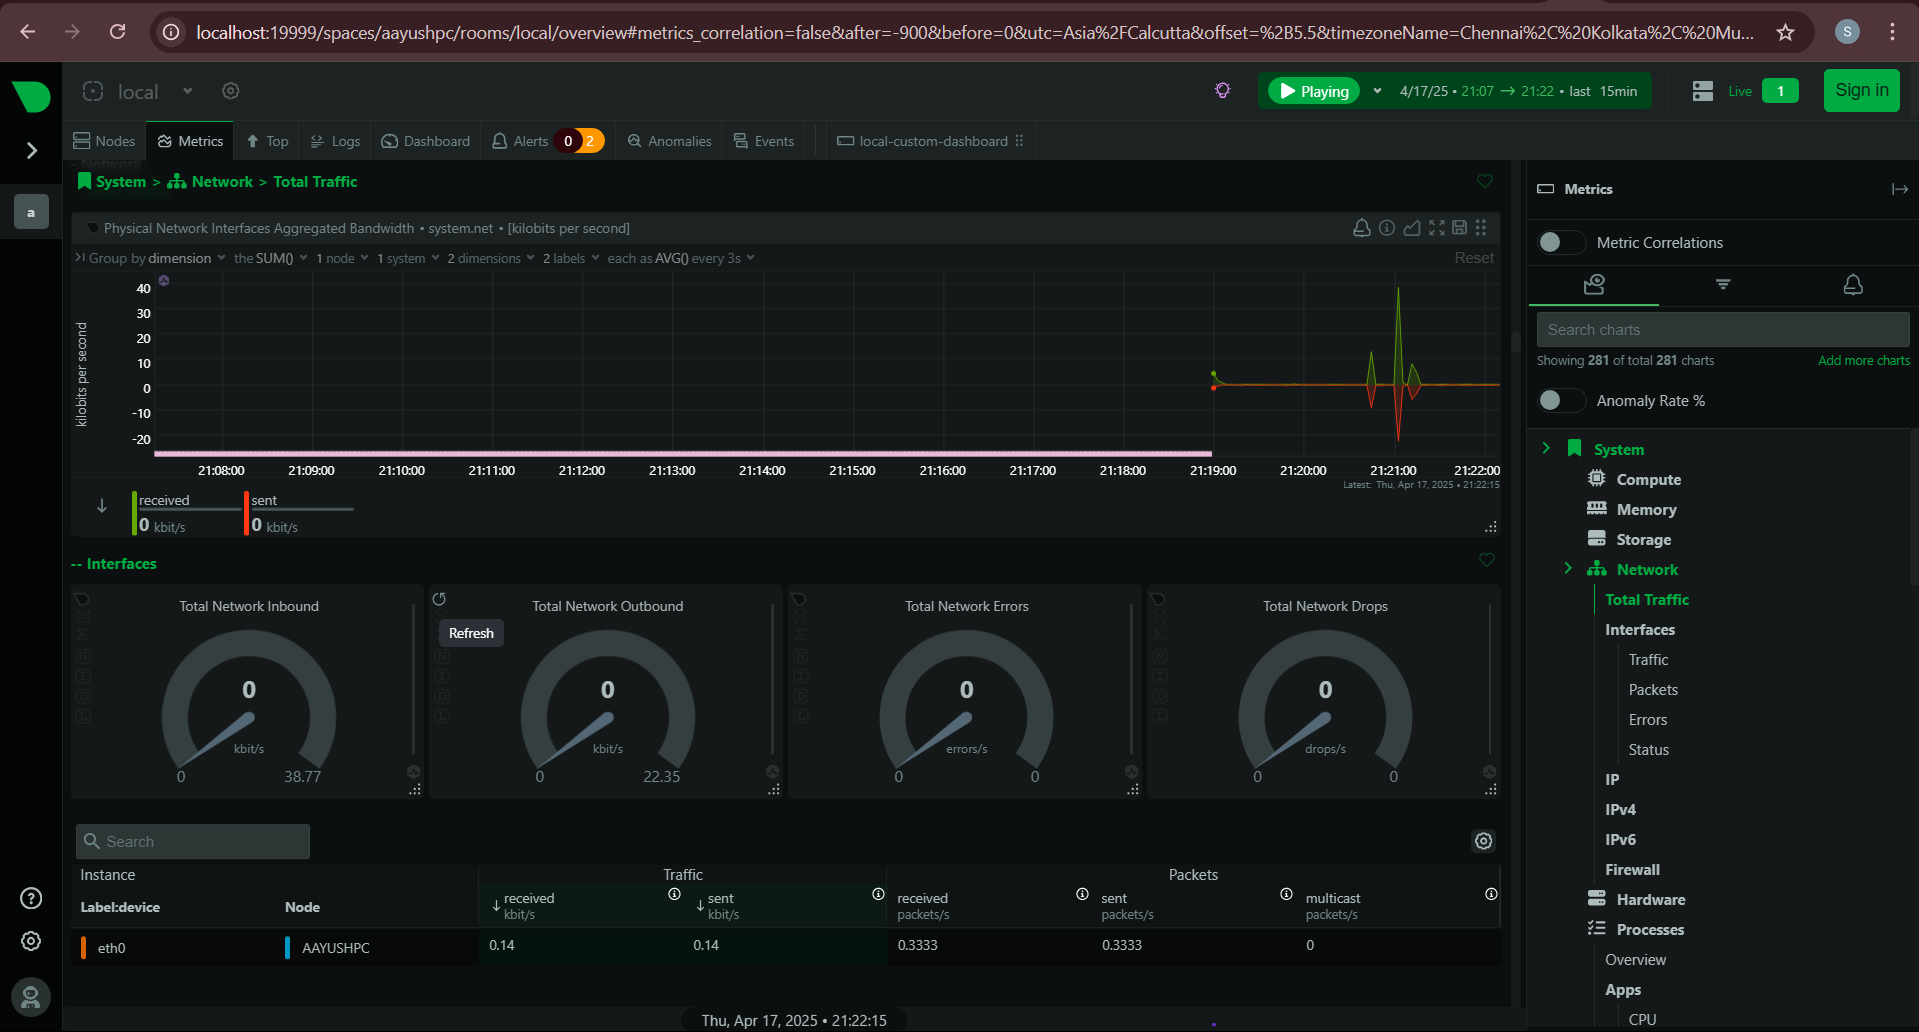 localhost:19999/spaces/aayushpc/rooms/local/overview#metrics_correlation=false&after=-900&before=0&utc=Asia%2FCalcutta&offset=%2B5.5&timezoneName=Chennai%2C%20Kolkata%2C%20Mu...
S
local
Playing
4/17/25 • 21:07 → 21:22 • last 15min
Live
1
Sign in
Nodes
Metrics
Top
Logs
Dashboard
Alerts
0
2
Anomalies
Events
local-custom-dashboard
a
System > Network > Total Traffic
Physical Network Interfaces Aggregated Bandwidth • system.net • [kilobits per second]
Group by dimension the SUM() 1 node 1 system 2 dimensions 2 labels each as AVG() every 3s
Reset
kilobits per second
40
30
20
10
0
-10
-20
21:08:00 21:09:00 21:10:00 21:11:00 21:12:00 21:13:00 21:14:00 21:15:00 21:16:00 21:17:00 21:18:00 21:19:00 21:20:00 21:21:00 21:22:00
Latest: Thu, Apr 17, 2025 • 21:22:15
received
0 kbit/s
sent
0 kbit/s
-- Interfaces
Total Network Inbound
N
I
D
L
0
kbit/s
0 38.77
Refresh
Total Network Outbound
N
I
D
L
0
kbit/s
0 22.35
Total Network Errors
N
I
D
L
0
errors/s
0 0
Total Network Drops
N
I
D
L
0
drops/s
0 0
Search
Instance Traffic Packets
Label:device
Node
received
kbit/s
sent
kbit/s
received
packets/s
sent
packets/s
multicast
packets/s
eth0 AAYUSHPC 0.14 0.14 0.3333 0.3333 0
Thu, Apr 17, 2025 • 21:22:15
Metrics
Metric Correlations
Search charts
Showing 281 of total 281 charts
Add more charts
Anomaly Rate %
System
Compute
Memory
Storage
Network
Total Traffic
Interfaces
Traffic
Packets
Errors
Status
IP
IPv4
IPv6
Firewall
Hardware
Processes
Overview
Apps
CPU